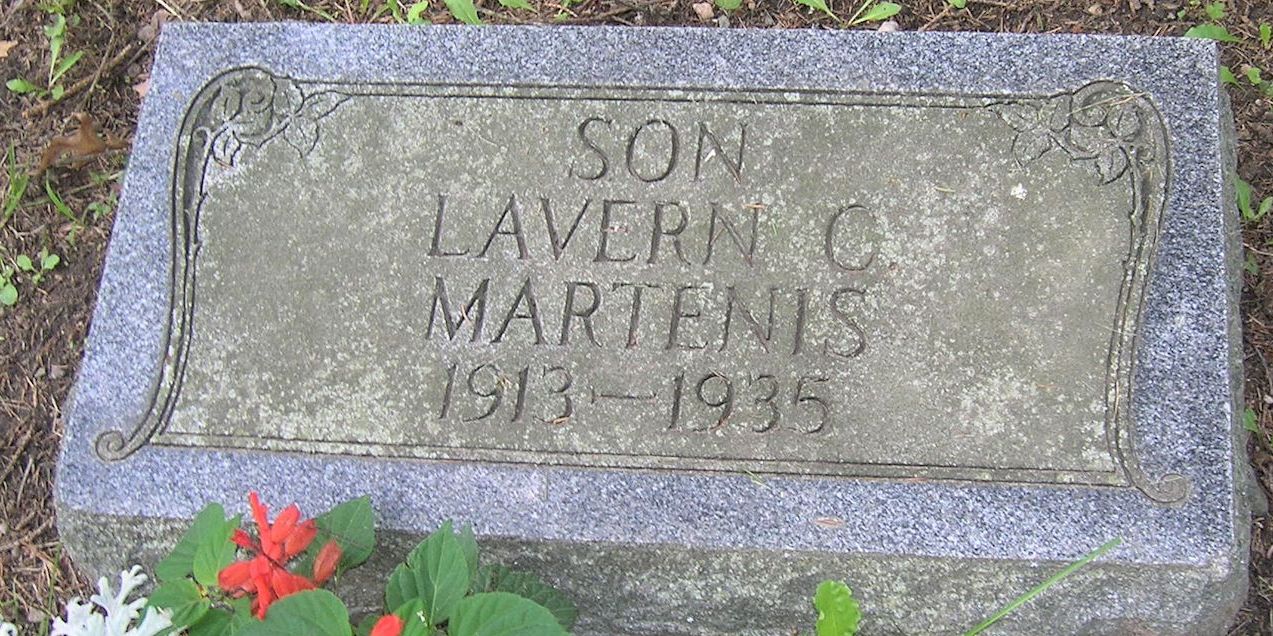 SON
LAVERN C
MARTENIS
1913 — 1935